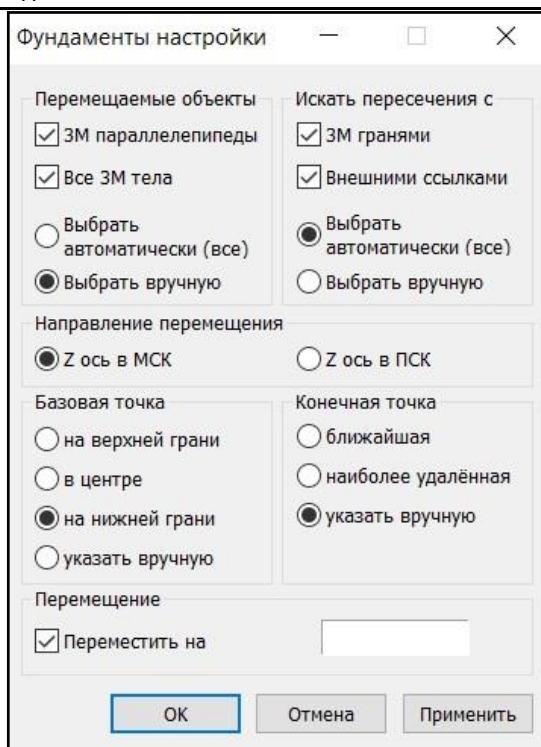 Фундаменты настройки
Перемещаемые объекты
3М параллелепипеды
Все 3М тела
Выбрать
автоматически (все)
Выбрать вручную
Искать пересечения с
3М гранями
Внешними ссылками
Выбрать
автоматически (все)
Выбрать вручную
Направление перемещения
Z ось в МСК
Z ось в ПСК
Базовая точка
на верхней грани
в центре
на нижней грани
указать вручную
Конечная точка
ближайшая
наиболее удалённая
указать вручную
Перемещение
Переместить на
ОК
Отмена
Применить